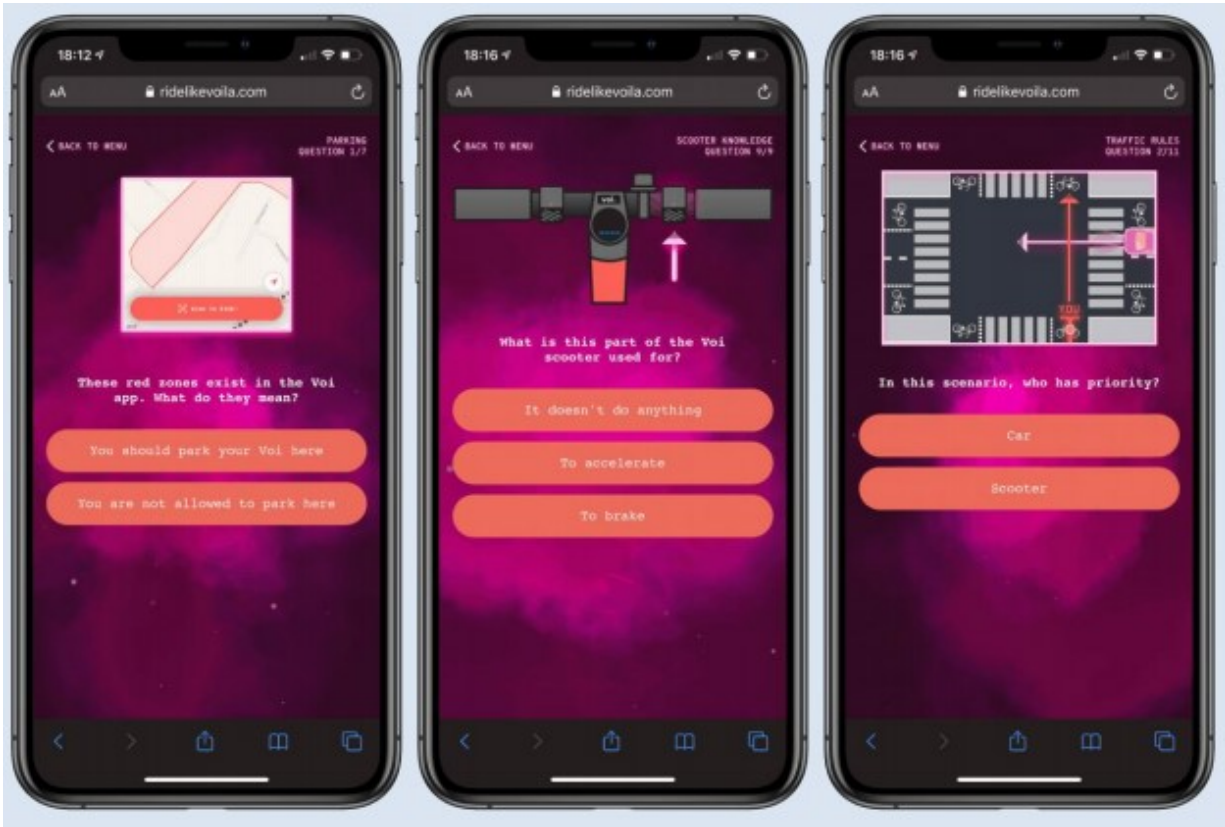 18:12
AA
ridelikevoila.com
BACK TO MENU
PARKING
QUESTION 1/7
These red zones exist in the Voi
app. What do they mean?
You should park your Voi here
You are not allowed to park here
18:16
AA
ridelikevoila.com
BACK TO MENU
SCOOTER KNOWLEDGE
QUESTION 9/9
voi.
What is this part of the Voi
scooter used for?
It doesn't do anything
To accelerate
To brake
18:16
AA
ridelikevoila.com
BACK TO MENU
TRAFFIC RULES
QUESTION 2/11
YOU
In this scenario, who has priority?
Car
Scooter